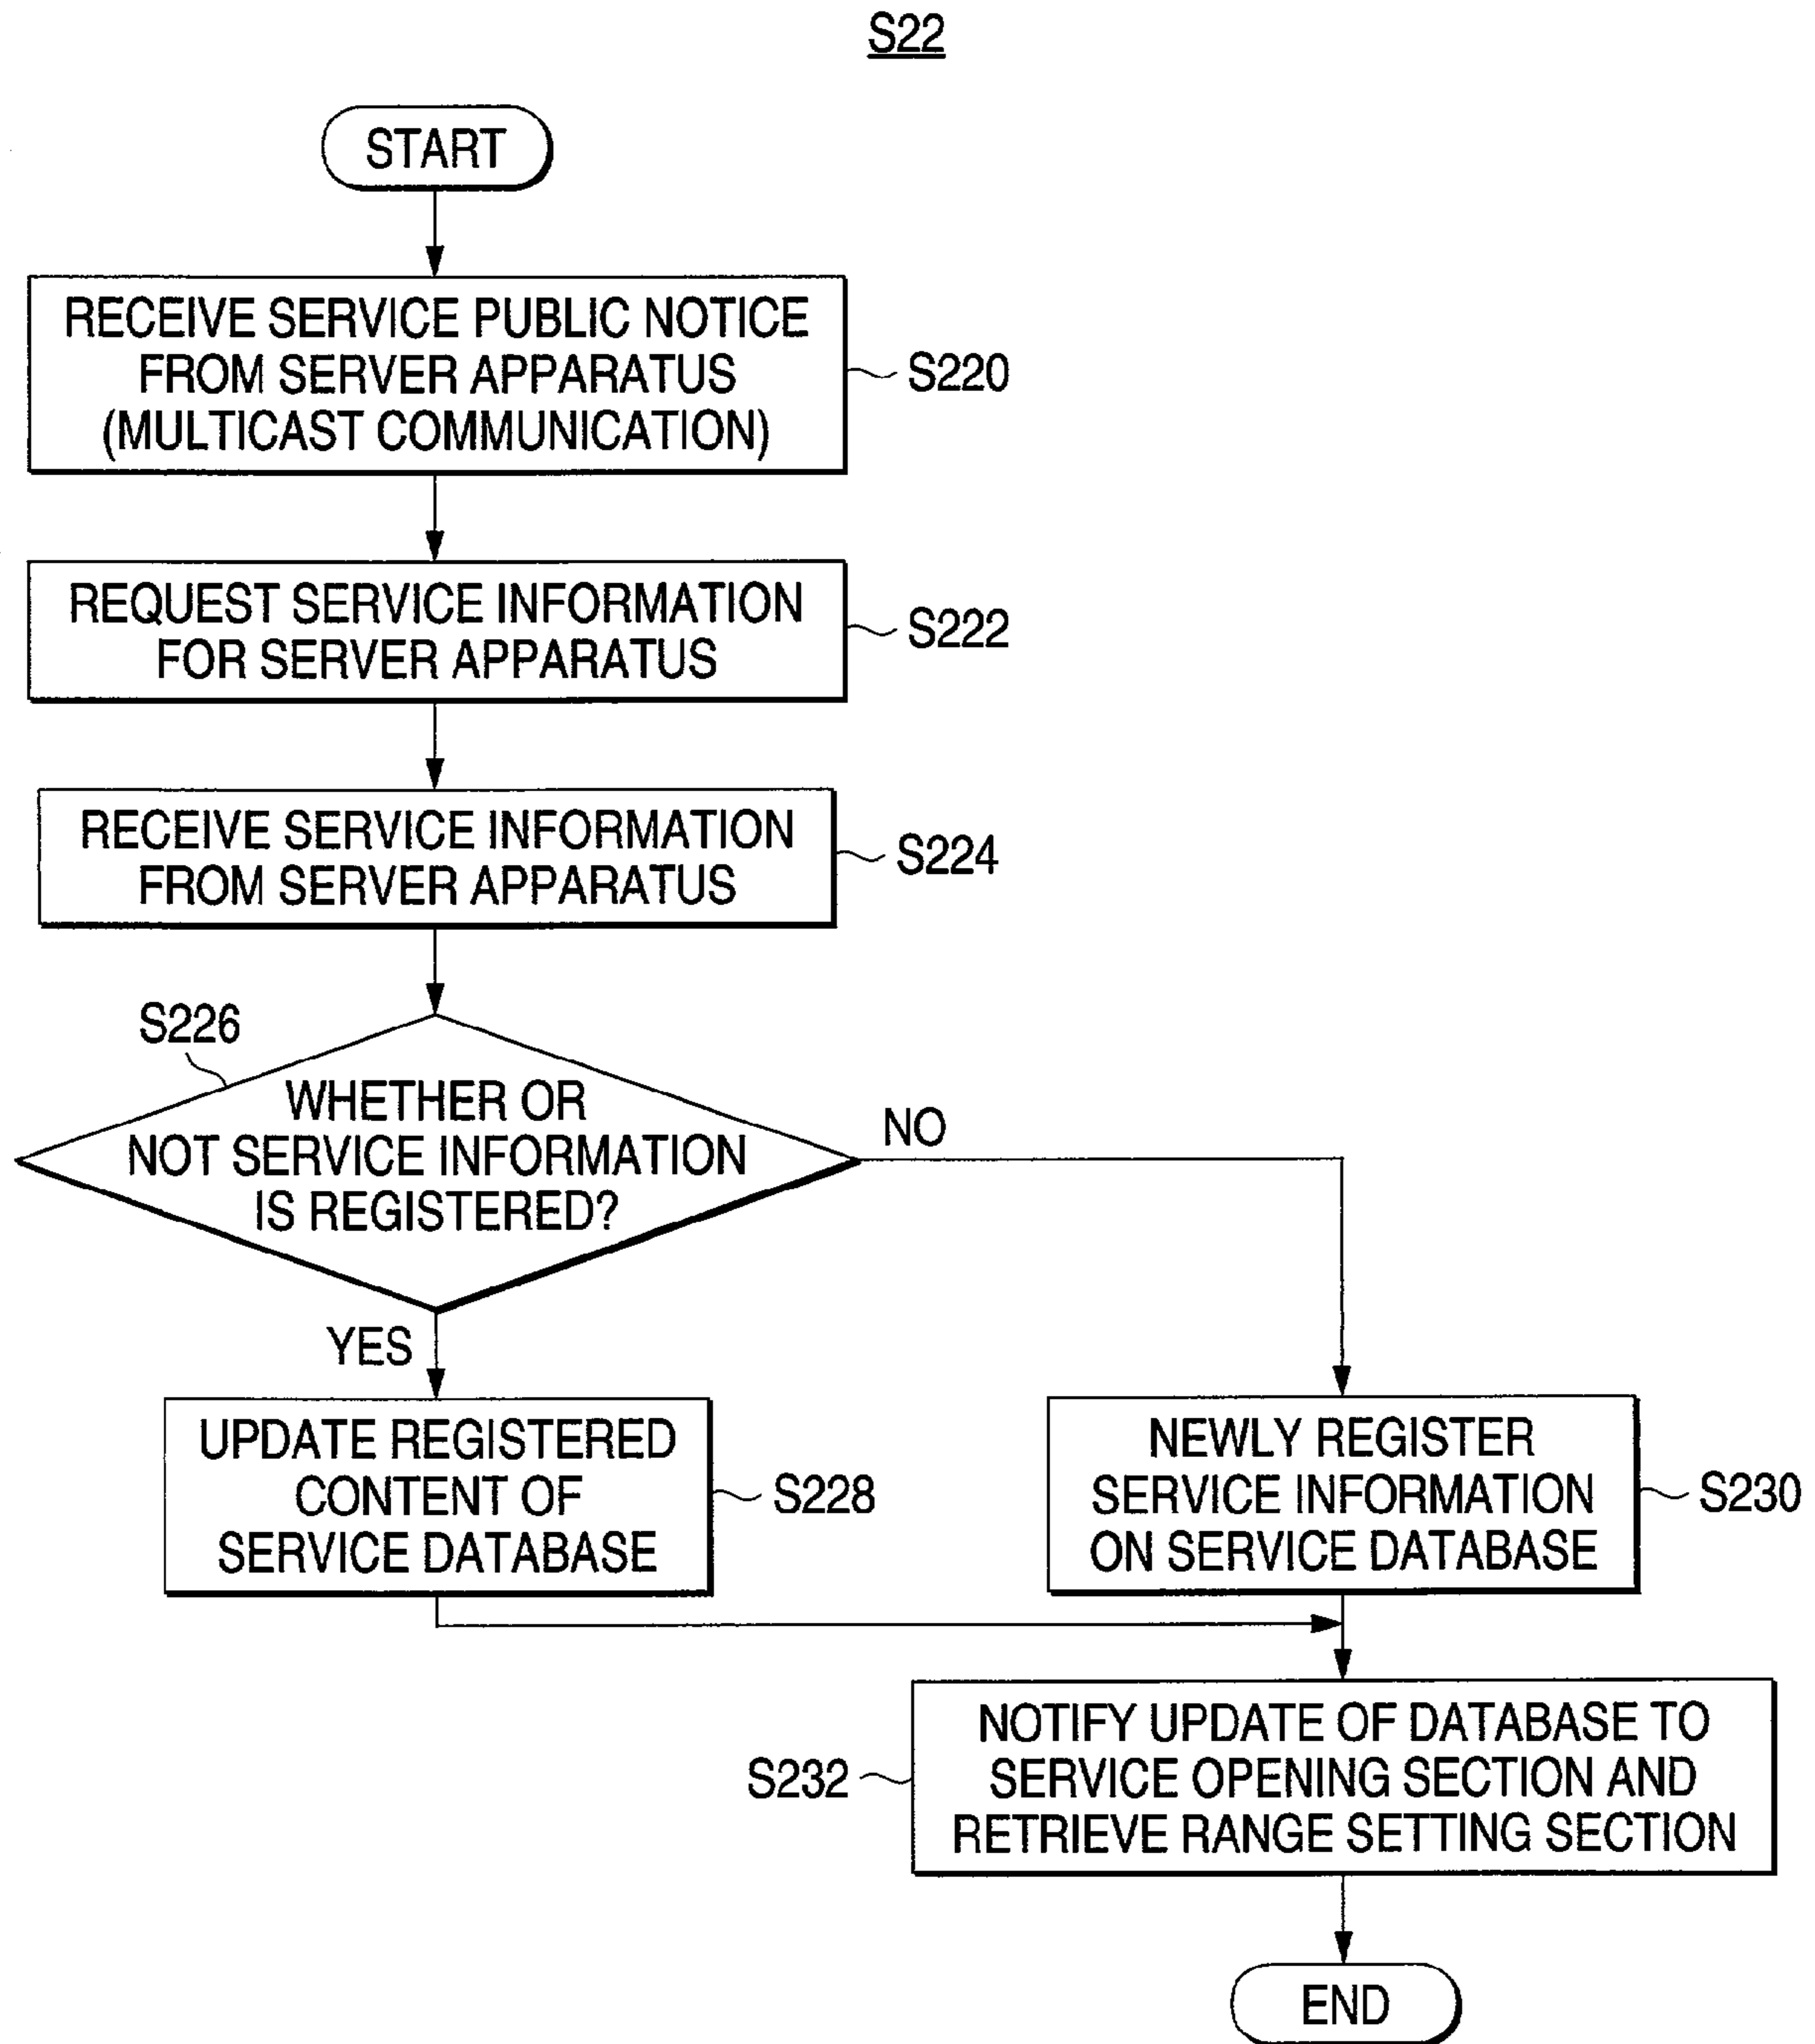 S22
START
RECEIVE SERVICE PUBLIC NOTICE
FROM SERVER APPARATUS
(MULTICAST COMMUNICATION)
S220
REQUEST SERVICE INFORMATION
FOR SERVER APPARATUS
S222
RECEIVE SERVICE INFORMATION
FROM SERVER APPARATUS
S224
S226
WHETHER OR
NOT SERVICE INFORMATION
IS REGISTERED?
NO
YES
UPDATE REGISTERED
CONTENT OF
SERVICE DATABASE
S228
NEWLY REGISTER
SERVICE INFORMATION
ON SERVICE DATABASE
S230
S232
NOTIFY UPDATE OF DATABASE TO
SERVICE OPENING SECTION AND
RETRIEVE RANGE SETTING SECTION
END